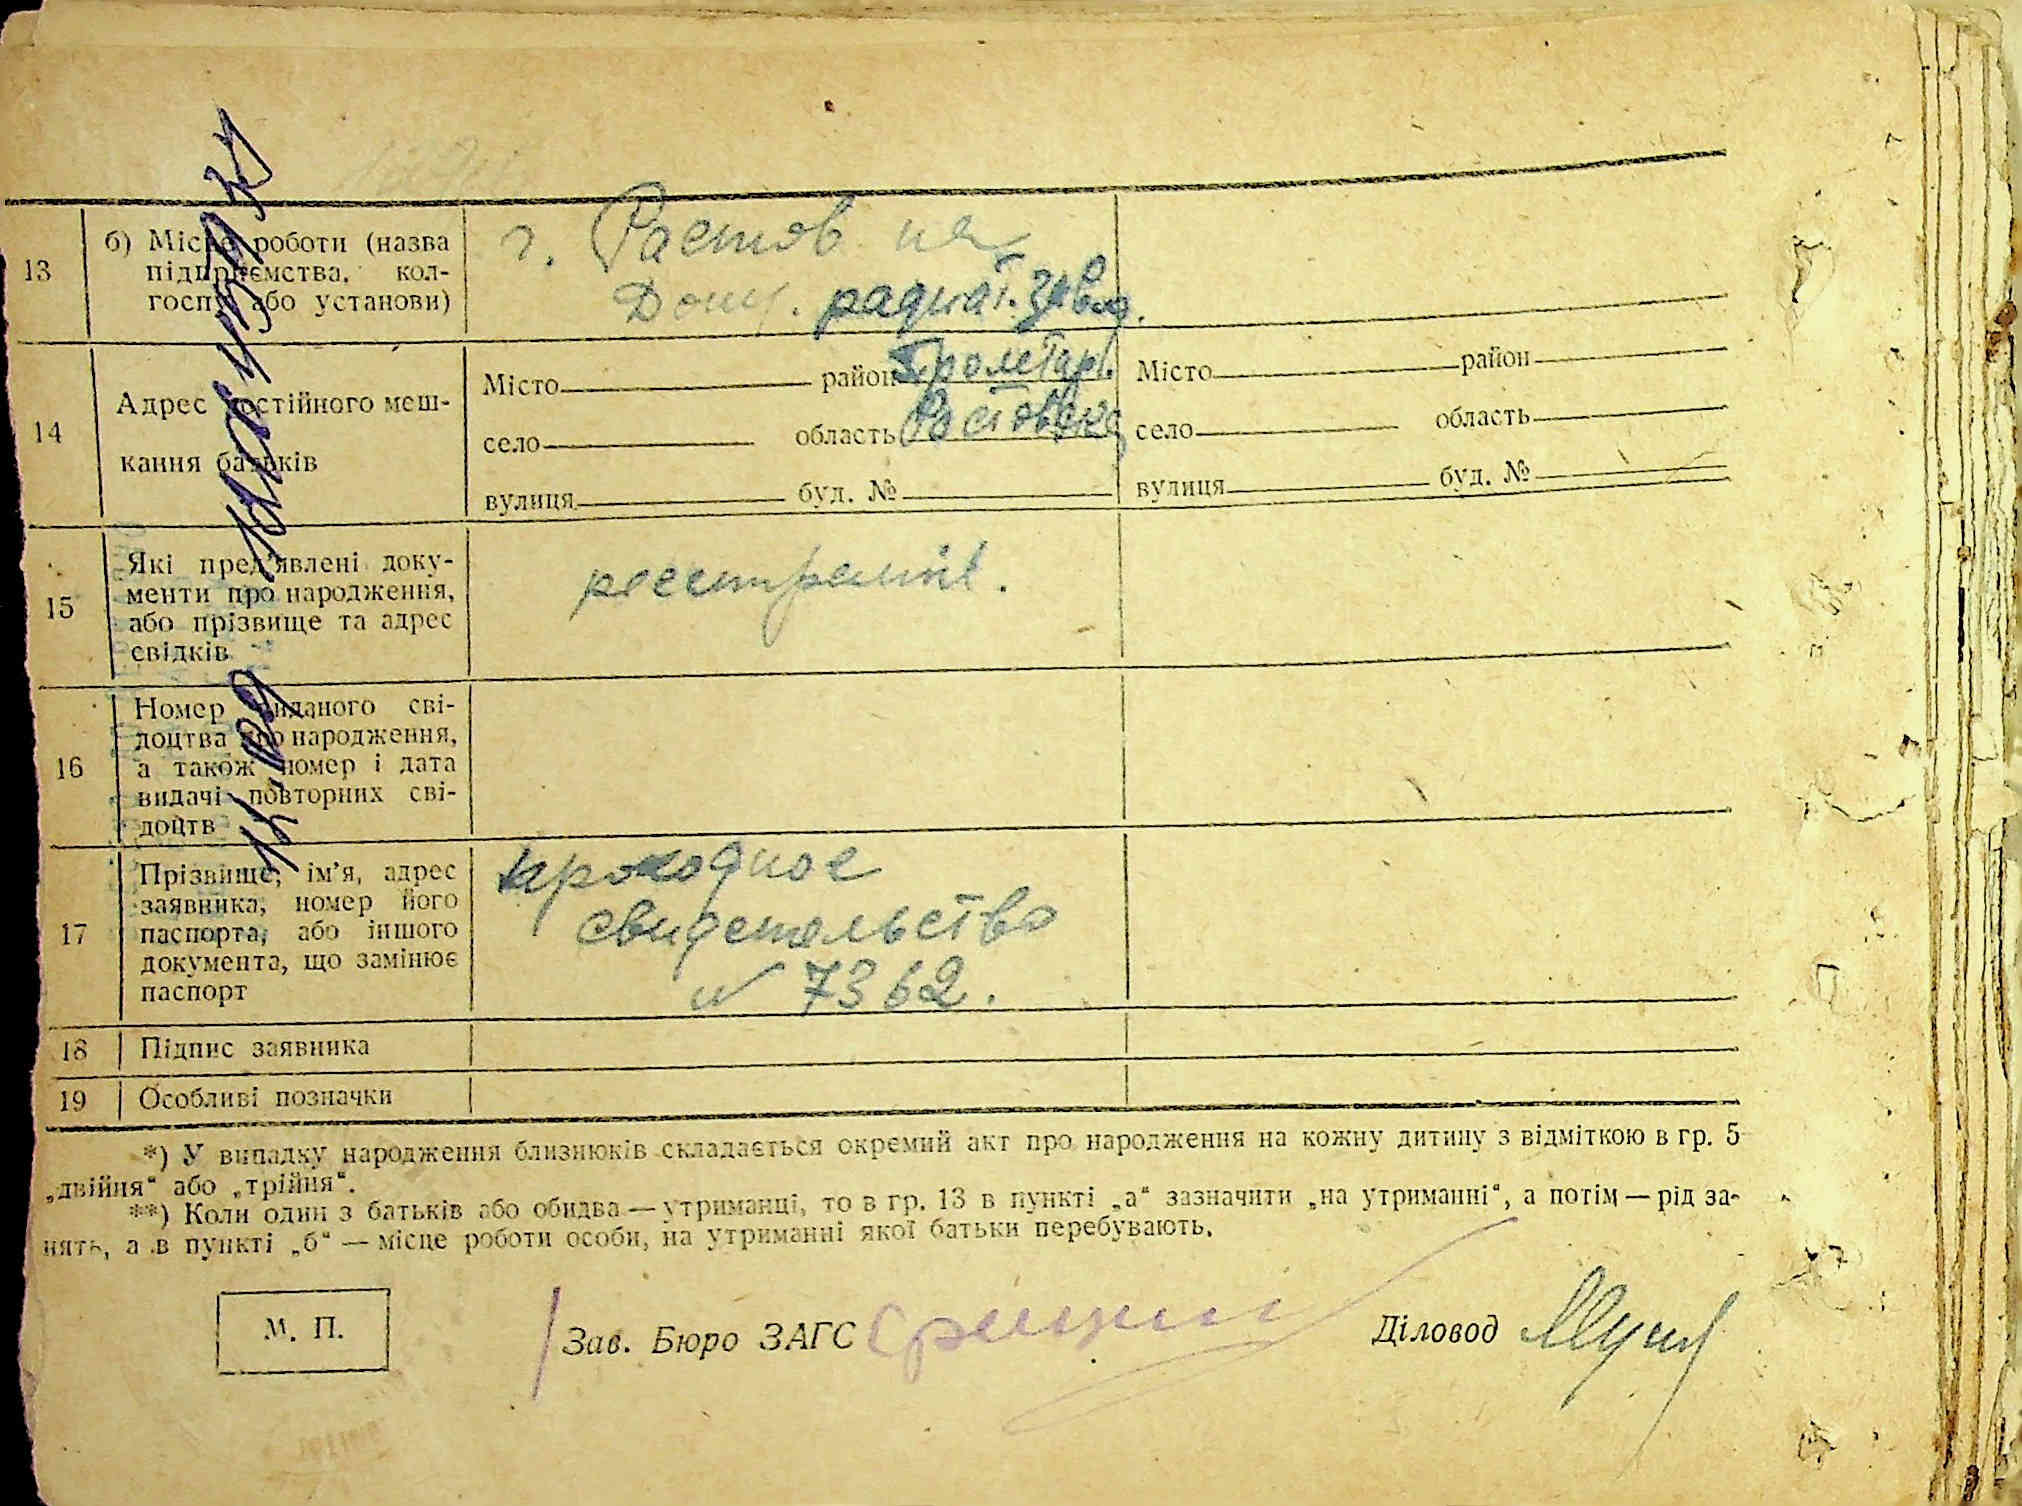 13
б) Місце роботи (назва
підприємства, кол-
госпу або установи)
г. Растов на
Дону. радиат. завод.
14
Адрес постійного меш-
кання батьків
Місто район Пролетар.
село область Ростовск
вулиця буд. №
Місто район
село область
вулиця буд. №
15
Які пред'явлені доку-
менти про народження,
або прізвище та адрес
свідків
16
Номер виданого сві-
доцтва про народження,
а також номер і дата
видачі повторних сві-
доцтв
17
Прізвище, ім'я, адрес
заявника, номер його
паспорта, або іншого
документа, що замінює
паспорт
проходное
свидетельство
№ 7362.
18
Підпис заявника
19
Особливі позначки
*) У випадку народження близнюків складається окремий акт про народження на кожну дитину з відміткою в гр. 5
„двійня“ або „трійня“.
**) Коли один з батьків або обидва — утриманці, то в гр. 13 в пункті „а“ зазначити „на утриманні“, а потім — рід за-
нять, а в пункті „б“ — місце роботи особи, на утриманні якої батьки перебувають.
М. П.
Зав. Бюро ЗАГС
Діловод